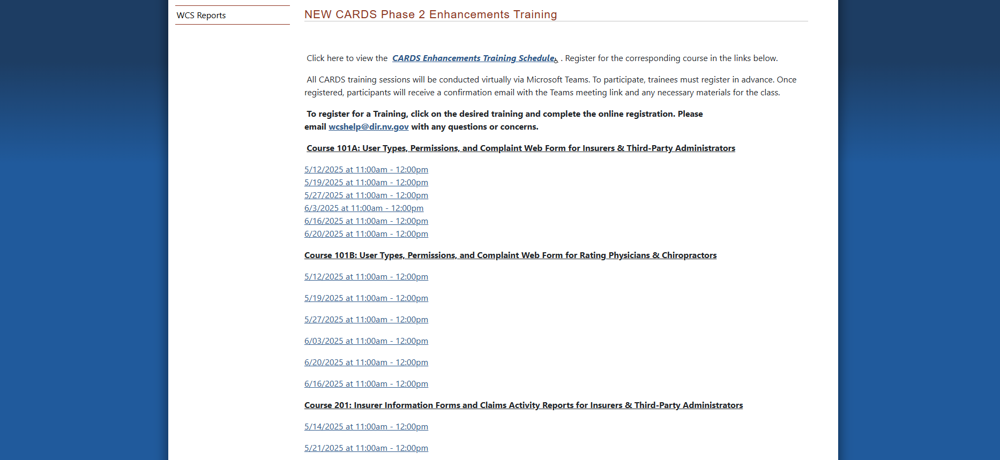 WCS Reports
NEW CARDS Phase 2 Enhancements Training
Click here to view the CARDS Enhancements Training Schedule . Register for the corresponding course in the links below.
All CARDS training sessions will be conducted virtually via Microsoft Teams. To participate, trainees must register in advance. Once
registered, participants will receive a confirmation email with the Teams meeting link and any necessary materials for the class.
To register for a Training, click on the desired training and complete the online registration. Please
email wcshelp@dir.nv.gov with any questions or concerns.
Course 101A: User Types, Permissions, and Complaint Web Form for Insurers & Third-Party Administrators
5/12/2025 at 11:00am - 12:00pm
5/19/2025 at 11:00am - 12:00pm
5/27/2025 at 11:00am - 12:00pm
6/3/2025 at 11:00am - 12:00pm
6/16/2025 at 11:00am - 12:00pm
6/20/2025 at 11:00am - 12:00pm
Course 101B: User Types, Permissions, and Complaint Web Form for Rating Physicians & Chiropractors
5/12/2025 at 11:00am - 12:00pm
5/19/2025 at 11:00am - 12:00pm
5/27/2025 at 11:00am - 12:00pm
6/03/2025 at 11:00am - 12:00pm
6/20/2025 at 11:00am - 12:00pm
6/16/2025 at 11:00am - 12:00pm
Course 201: Insurer Information Forms and Claims Activity Reports for Insurers & Third-Party Administrators
5/14/2025 at 11:00am - 12:00pm
5/21/2025 at 11:00am - 12:00pm